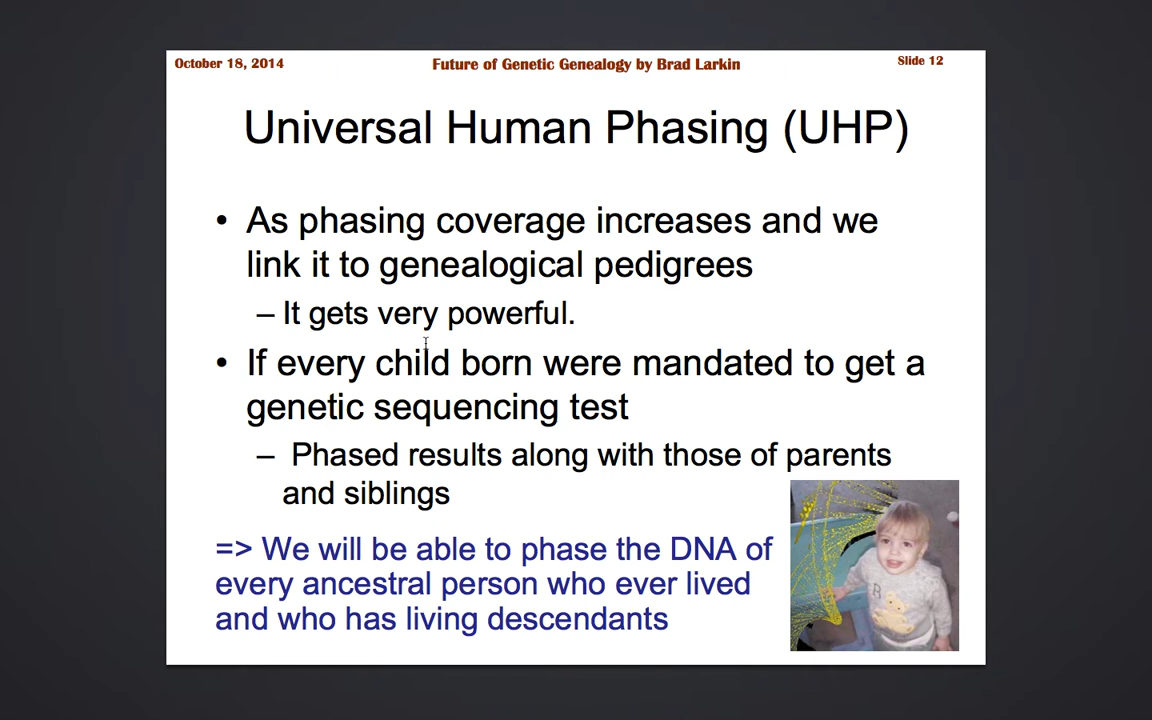 October 18, 2014
Future of Genetic Genealogy by Brad Larkin
Slide 12
Universal Human Phasing (UHP)
• As phasing coverage increases and we
link it to genealogical pedigrees
– It gets very powerful.
• If every child born were mandated to get a
genetic sequencing test
– Phased results along with those of parents
and siblings
=> We will be able to phase the DNA of
every ancestral person who ever lived
and who has living descendants
B